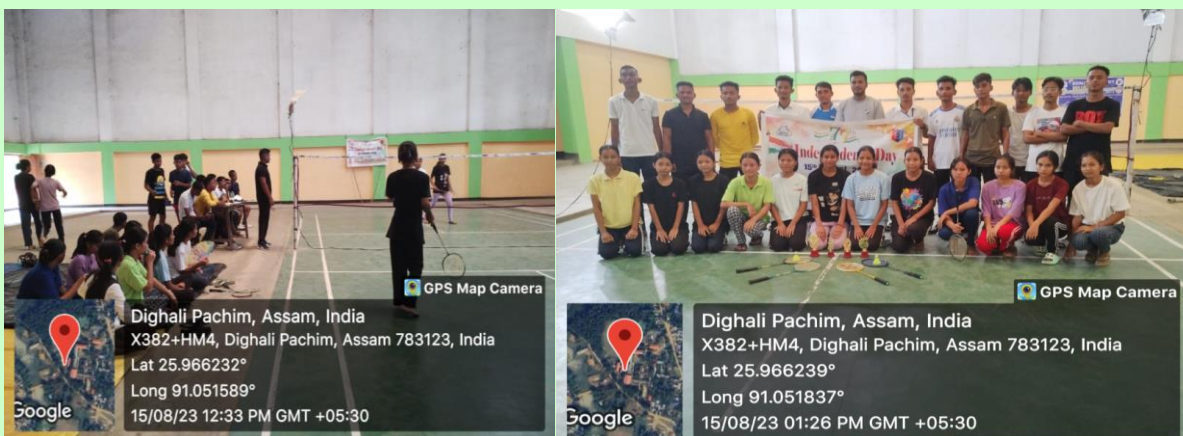 GPS Map Camera
Dighali Pachim, Assam, India
X382+HM4, Dighali Pachim, Assam 783123, India
Lat 25.966232°
Long 91.051589°
15/08/23 12:33 PM GMT +05:30
Google
Independence Day
15th
GPS Map Camera
Dighali Pachim, Assam, India
X382+HM4, Dighali Pachim, Assam 783123, India
Lat 25.966239°
Long 91.051837°
15/08/23 01:26 PM GMT +05:30
Google